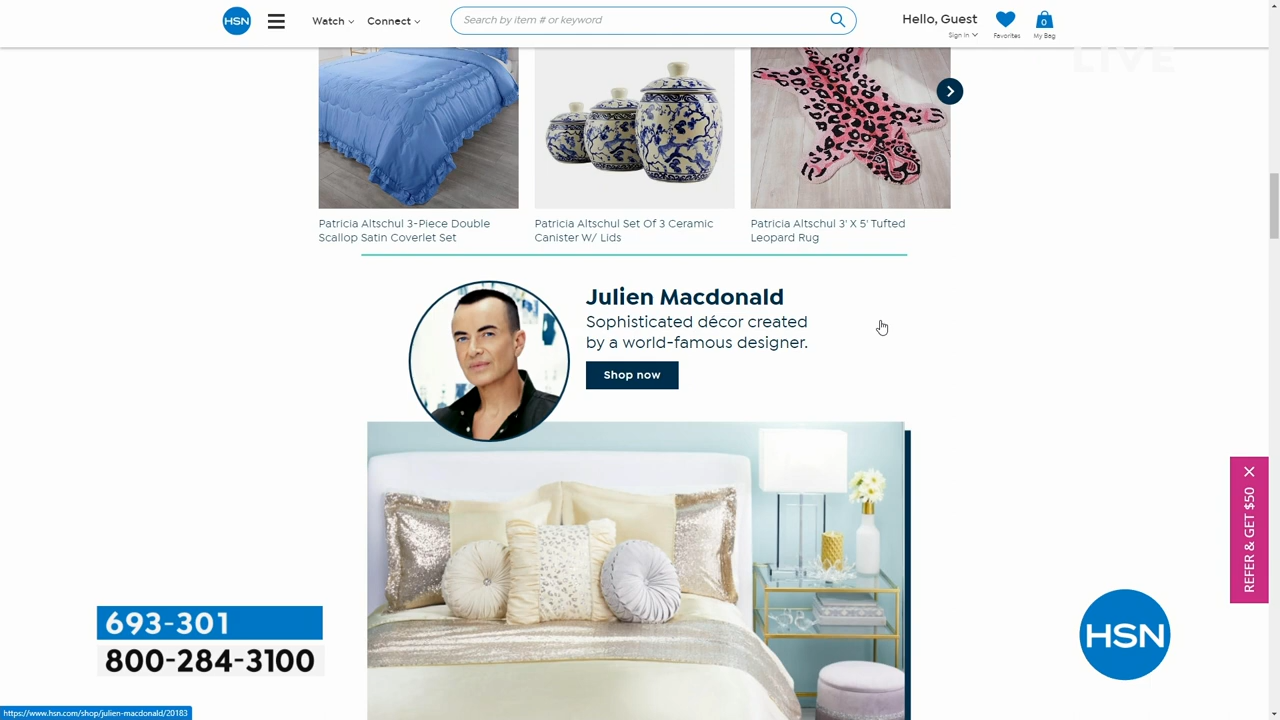 HSN
Watch
Connect
Search by item # or keyword
Hello, Guest
Sign In
Favorites
0
My Bag
LIVE
Patricia Altschul 3-Piece Double
Scallop Satin Coverlet Set
Patricia Altschul Set Of 3 Ceramic
Canister W/ Lids
Patricia Altschul 3' X 5' Tufted
Leopard Rug
Julien Macdonald
Sophisticated décor created
by a world-famous designer.
Shop now
REFER & GET $50
693-301
800-284-3100
HSN
https://www.hsn.com/shop/julien-macdonald/20183